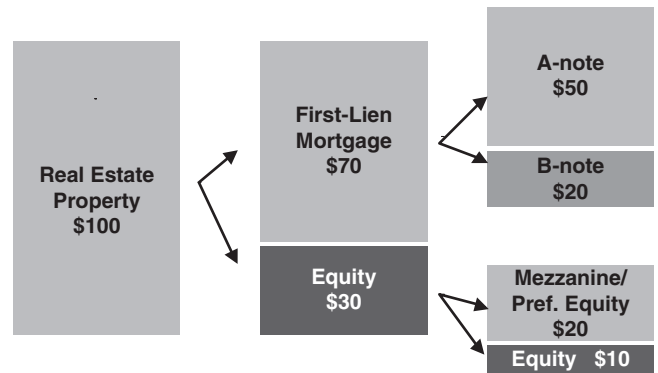 Real Estate
Property
$100
First-Lien
Mortgage
$70
Equity
$30
A-note
$50
B-note
$20
Mezzanine/
Pref. Equity
$20
Equity $10